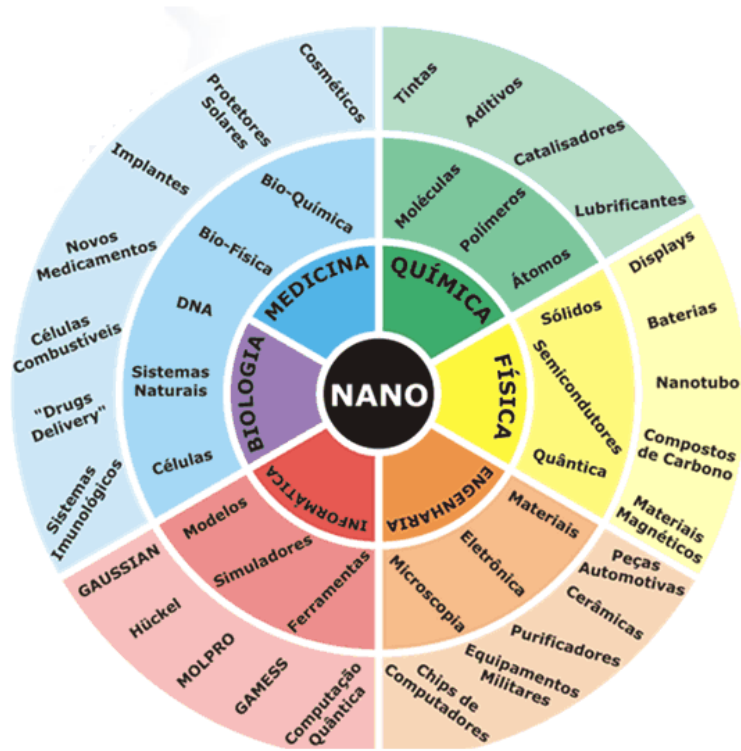 NANO
MEDICINA
QUÍMICA
FÍSICA
ENGENHARIA
INFORMATICA
BIOLOGIA
Bio-Química
Bio-Física
DNA
Sistemas
Naturais
Células
Moléculas
Polímeros
Átomos
Sólidos
Semicondutores
Quântica
Materiais
Eletrônica
Microscopia
Ferramentas
Simuladores
Modelos
Cosméticos
Protetores
Solares
Implantes
Novos
Medicamentos
Células
Combustíveis
"Drugs
Delivery"
Sistemas
Imunológicos
Tintas
Aditivos
Catalisadores
Lubrificantes
Displays
Baterias
Nanotubo
Compostos
de Carbono
Materiais
Magnéticos
Peças
Automotivas
Cerâmicas
Purificadores
Equipamentos
Militares
Chips de
Computadores
Computação
Quântica
GAMESS
MOLPRO
Hückel
GAUSSIAN